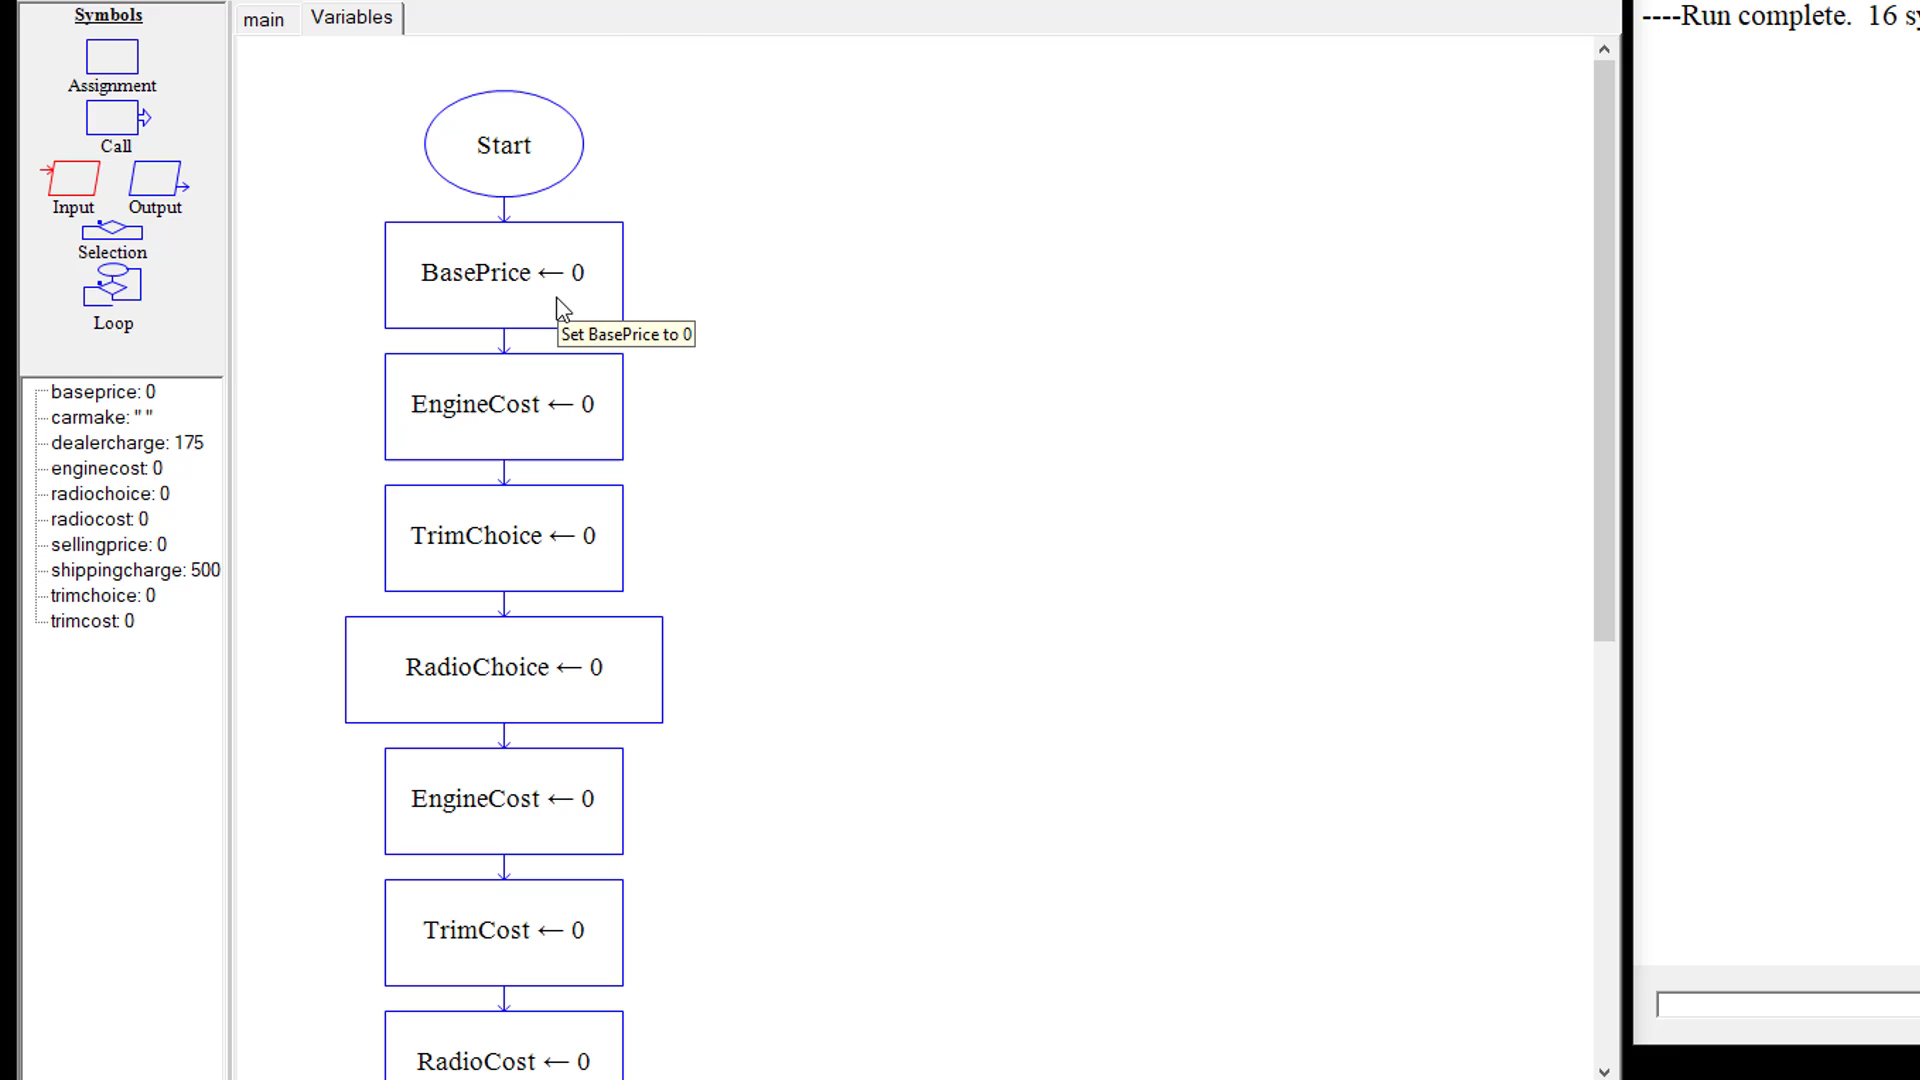 Symbols
Assignment
Call
Input Output
Selection
Loop
baseprice: 0
carmake: " "
dealercharge: 175
enginecost: 0
radiochoice: 0
radiocost: 0
sellingprice: 0
shippingcharge: 500
trimchoice: 0
trimcost: 0
main Variables
Start
BasePrice ← 0
Set BasePrice to 0
EngineCost ← 0
TrimChoice ← 0
RadioChoice ← 0
EngineCost ← 0
TrimCost ← 0
RadioCost ← 0
----Run complete. 16